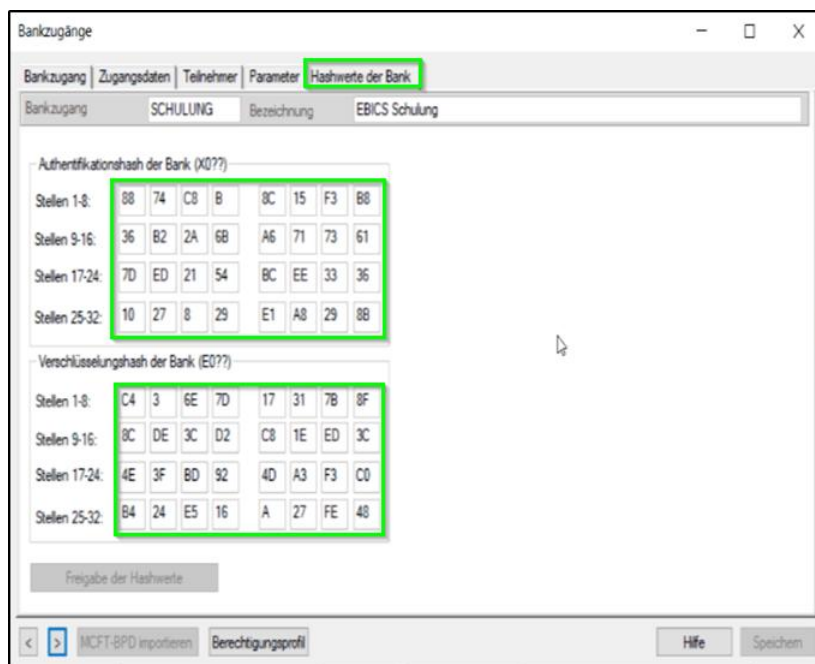 Bankzugänge
Bankzugang Zugangsdaten Teilnehmer Parameter Hashwerte der Bank
Bankzugang SCHULUNG Bezeichnung EBICS Schulung
Authentifikationshash der Bank (X0??)
Stellen 1-8: 88 74 C8 B 8C 15 F3 B8
Stellen 9-16: 36 B2 2A 6B A6 71 73 61
Stellen 17-24: 7D ED 21 54 BC EE 33 36
Stellen 25-32: 10 27 8 29 E1 A8 29 8B
Verschlüsselungshash der Bank (E0??)
Stellen 1-8: C4 3 6E 7D 17 31 7B 8F
Stellen 9-16: 8C DE 3C D2 C8 1E ED 3C
Stellen 17-24: 4E 3F BD 92 4D A3 F3 C0
Stellen 25-32: B4 24 E5 16 A 27 FE 48
Freigabe der Hashwerte
< > MCFT-BPD importieren Berechtigungsprofil Hilfe Speichern